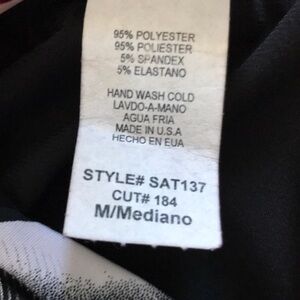 95% POLYESTER
95% POLIESTER
5% SPANDEX
5% ELASTANO
HAND WASH COLD
LAVDO-A-MANO
AGUA FRIA
MADE IN U.S.A
HECHO EN EUA
STYLE# SAT137
CUT# 184
M/Mediano